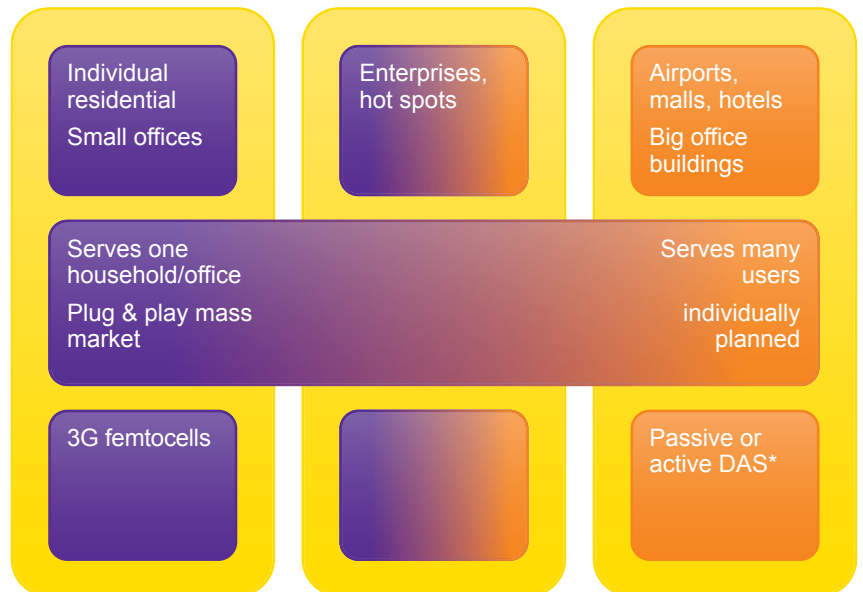 Individual
residential
Small offices
Enterprises,
hot spots
Airports,
malls, hotels
Big office
buildings
Serves one
household/office
Plug & play mass
market
Serves many
users
individually
planned
3G femtocells
Passive or
active DAS*